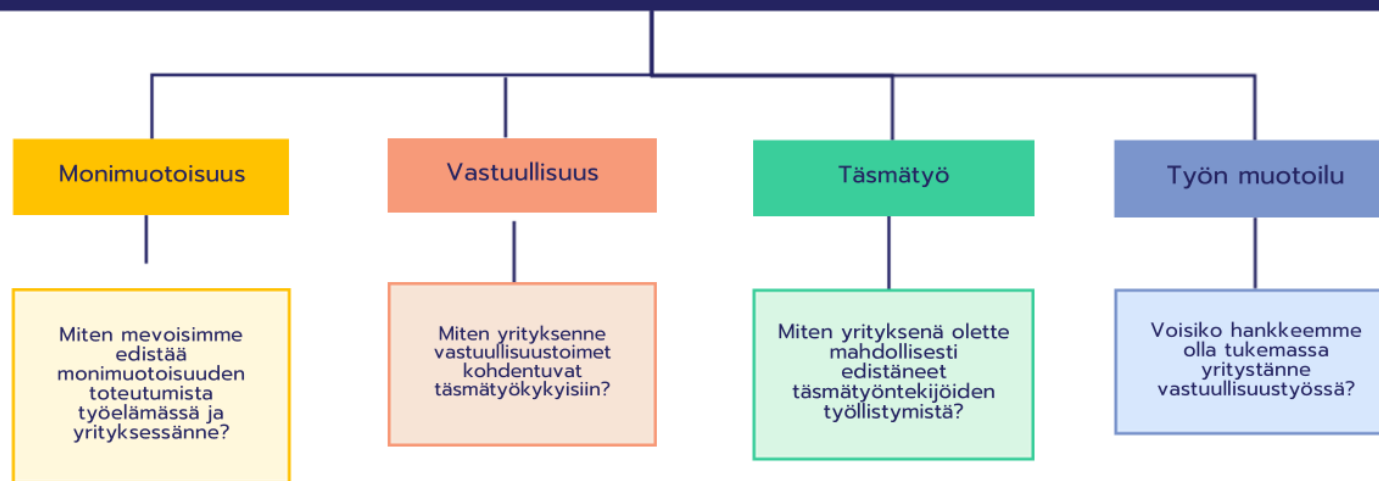 Monimuotoisuus
Vastuullisuus
Täsmätyö
Työn muotoilu
Miten mevoisimme
edistää
monimuotoisuuden
toteutumista
työelämässä ja
yrityksessänne?
Miten yrityksenne
vastuullisuustoimet
kohdentuvat
täsmätyökykyisiin?
Miten yrityksenä olette
mahdollisesti
edistäneet
täsmätyöntekijöiden
työllistymistä?
Voisiko hankkeemme
olla tukemassa
yritystänne
vastuullisuustyössä?